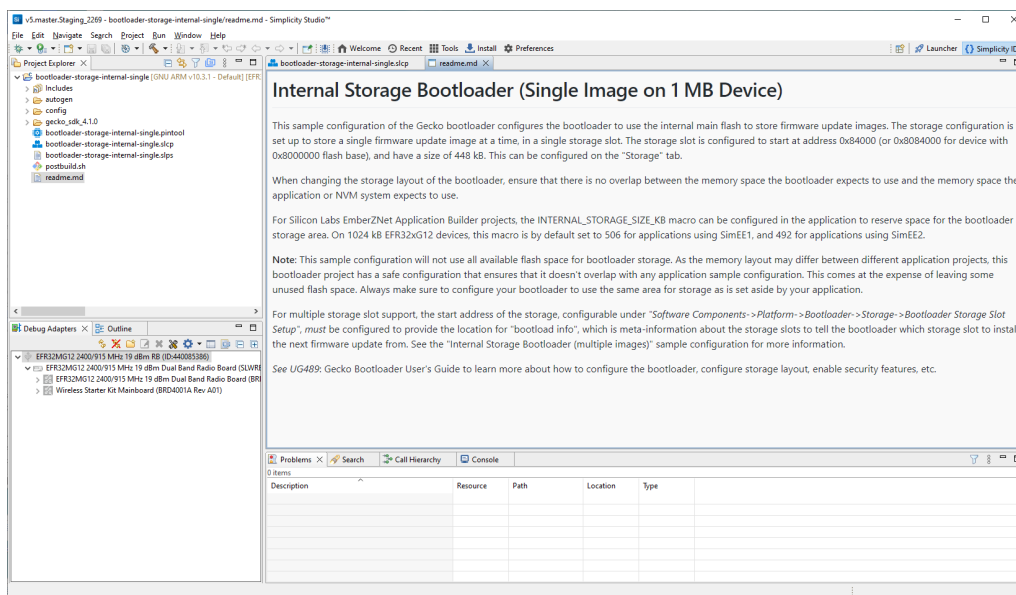 v5.master.Staging_2269 - bootloader-storage-internal-single/readme.md - Simplicity Studio™
File Edit Navigate Search Project Run Window Help
Welcome Recent Tools Install Preferences Launcher {} Simplicity ID
Project Explorer
bootloader-storage-internal-single [GNU ARM v10.3.1 - Default] [EFR
Includes
autogen
config
gecko_sdk_4.1.0
bootloader-storage-internal-single.pintool
bootloader-storage-internal-single.slcp
bootloader-storage-internal-single.slps
postbuild.sh
readme.md
bootloader-storage-internal-single.slcp readme.md
Internal Storage Bootloader (Single Image on 1 MB Device)
This sample configuration of the Gecko bootloader configures the bootloader to use the internal main flash to store firmware update images. The storage configuration is
set up to store a single firmware update image at a time, in a single storage slot. The storage slot is configured to start at address 0x84000 (or 0x8084000 for device with
0x8000000 flash base), and have a size of 448 kB. This can be configured on the "Storage" tab.
When changing the storage layout of the bootloader, ensure that there is no overlap between the memory space the bootloader expects to use and the memory space the
application or NVM system expects to use.
For Silicon Labs EmberZNet Application Builder projects, the INTERNAL_STORAGE_SIZE_KB macro can be configured in the application to reserve space for the bootloader
storage area. On 1024 kB EFR32xG12 devices, this macro is by default set to 506 for applications using SimEE1, and 492 for applications using SimEE2.
Note: This sample configuration will not use all available flash space for bootloader storage. As the memory layout may differ between different application projects, this
bootloader project has a safe configuration that ensures that it doesn't overlap with any application sample configuration. This comes at the expense of leaving some
unused flash space. Always make sure to configure your bootloader to use the same area for storage as is set aside by your application.
For multiple storage slot support, the start address of the storage, configurable under "Software Components->Platform->Bootloader->Storage->Bootloader Storage Slot
Setup", must be configured to provide the location for "bootload info", which is meta-information about the storage slots to tell the bootloader which storage slot to instal
the next firmware update from. See the "Internal Storage Bootloader (multiple images)" sample configuration for more information.
See UG489: Gecko Bootloader User's Guide to learn more about how to configure the bootloader, configure storage layout, enable security features, etc.
Debug Adapters Outline
EFR32MG12 2400/915 MHz 19 dBm RB (ID:440085386)
EFR32MG12 2400/915 MHz 19 dBm Dual Band Radio Board (SLWRB
EFR32MG12 2400/915 MHz 19 dBm Dual Band Radio Board (BRI
Wireless Starter Kit Mainboard (BRD4001A Rev A01)
Problems Search Call Hierarchy Console
0 items
Description Resource Path Location Type